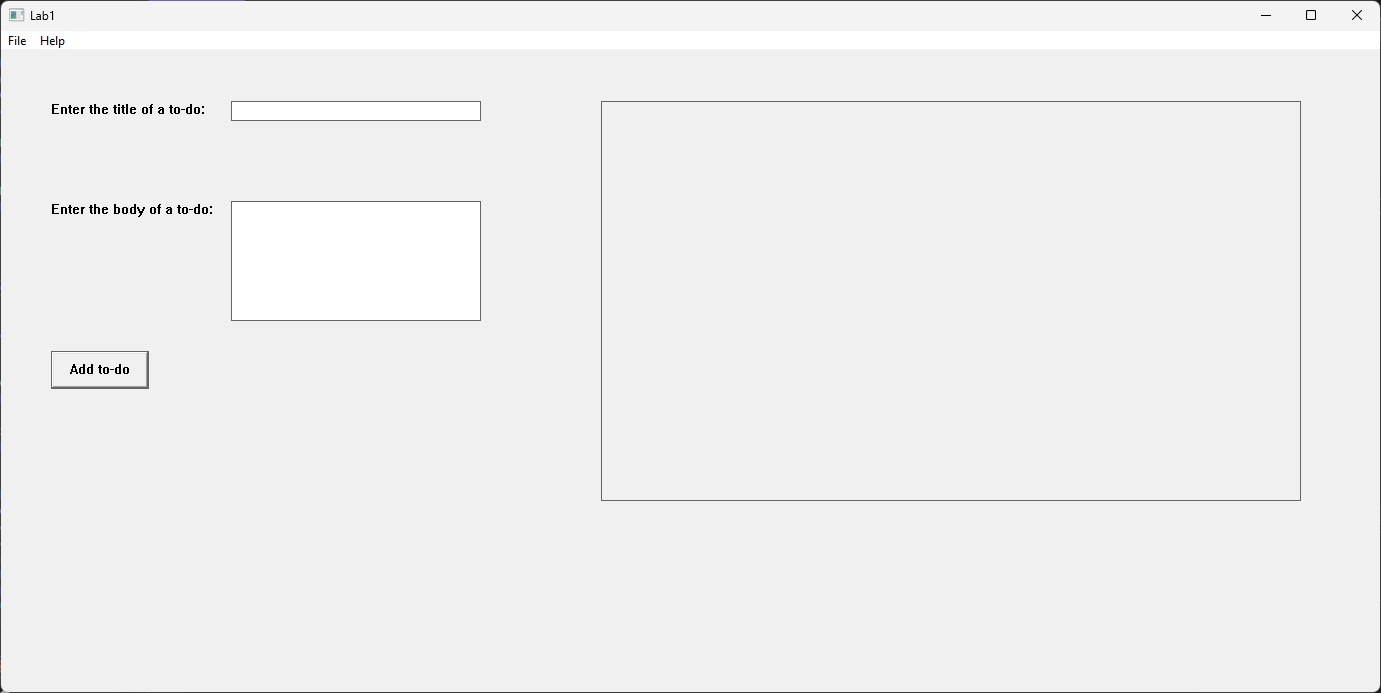 Lab1
File Help
Enter the title of a to-do:
Enter the body of a to-do:
Add to-do